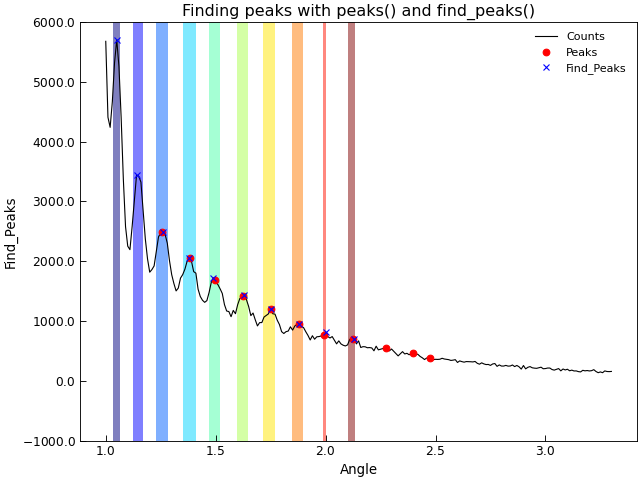 Finding peaks with peaks() and find_peaks()
Counts
Peaks
Find_Peaks
Find_Peaks
6000.0
5000.0
4000.0
3000.0
2000.0
1000.0
0.0
−1000.0
1.0 1.5 2.0 2.5 3.0
Angle